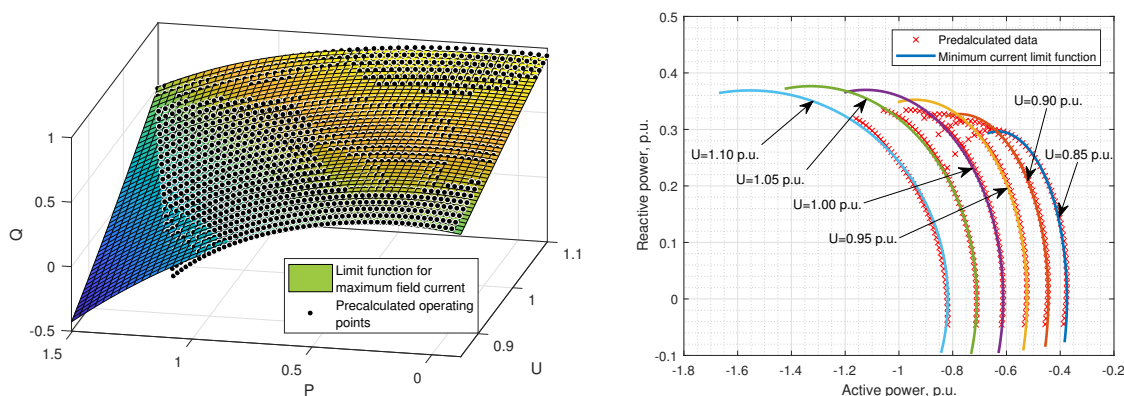 1
0.5
0
-0.5
Q
1.5
1
0.5
0
P
0.9
1
1.1
U
Limit function for
maximum field current
Precalculated operating
points
0.5
0.4
0.3
0.2
0.1
0
-0.1
Reactive power, p.u.
-1.8
-1.6
-1.4
-1.2
-1
-0.8
-0.6
-0.4
-0.2
Active power, p.u.
Predalculated data
Minimum current limit function
U=0.90 p.u.
U=0.85 p.u.
U=1.10 p.u.
U=1.05 p.u.
U=1.00 p.u.
U=0.95 p.u.